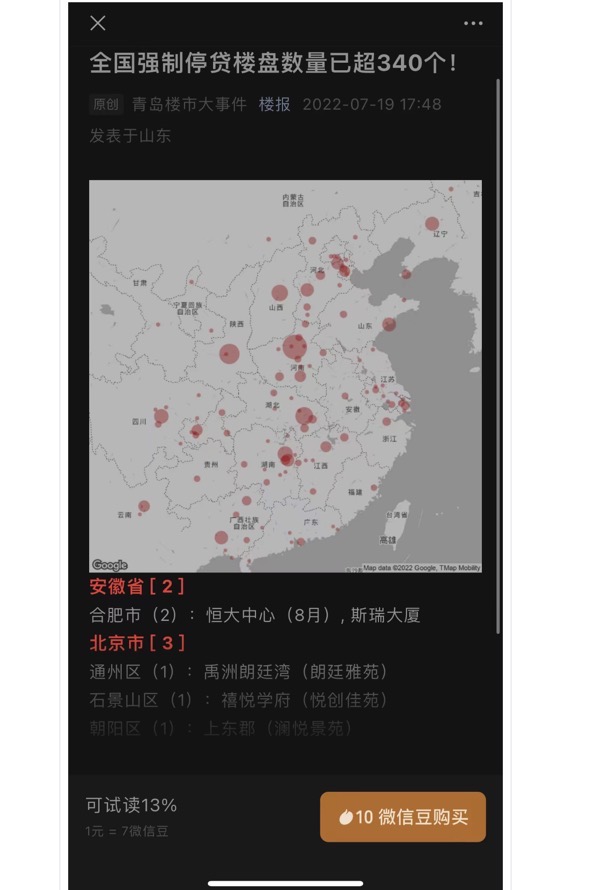 全国强制停贷楼盘数量已超340个！
原创 青岛楼市大事件 楼报 2022-07-19 17:48
发表于山东
内蒙古
自治区
辽宁
甘肃
河北
宁夏回族
自治区
山西
陕西
山东
河南
江苏
湖北
安徽
四川
浙江
贵州
湖南
江西
福建
云南
广西壮族
自治区
广东
台湾省
高雄
Google
Map data ©2022 Google, TMap Mobility
安徽省 [ 2 ]
合肥市（2）：恒大中心（8月）, 斯瑞大厦
北京市 [ 3 ]
通州区（1）：禹洲朗廷湾（朗廷雅苑）
石景山区（1）：禧悦学府（悦创佳苑）
朝阳区（1）：上东郡（澜悦景苑）
可试读13%
1元 = 7微信豆
10 微信豆购买